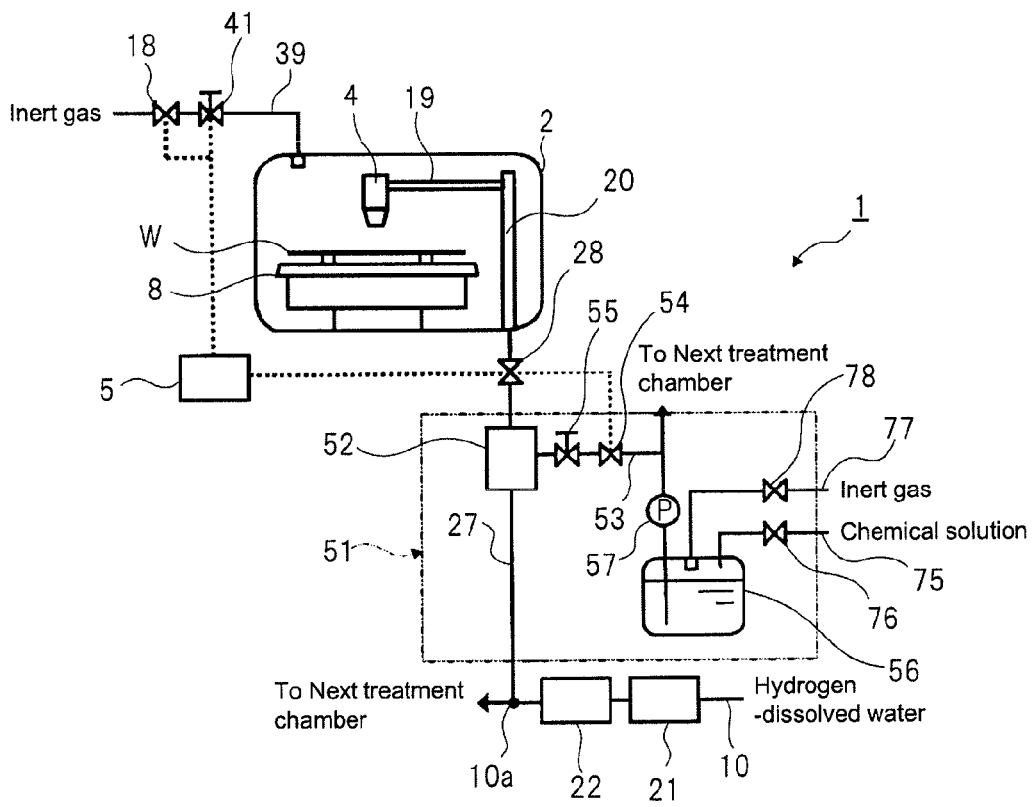 41
18
39
Inert gas
4
19
2
20
1
W
8
28
55
54
To Next treatment
chamber
5
78
52
77
P
Inert gas
53
27
Chemical solution
51
57
75
76
56
To Next treatment
chamber
Hydrogen
-dissolved water
10a
22
21
10